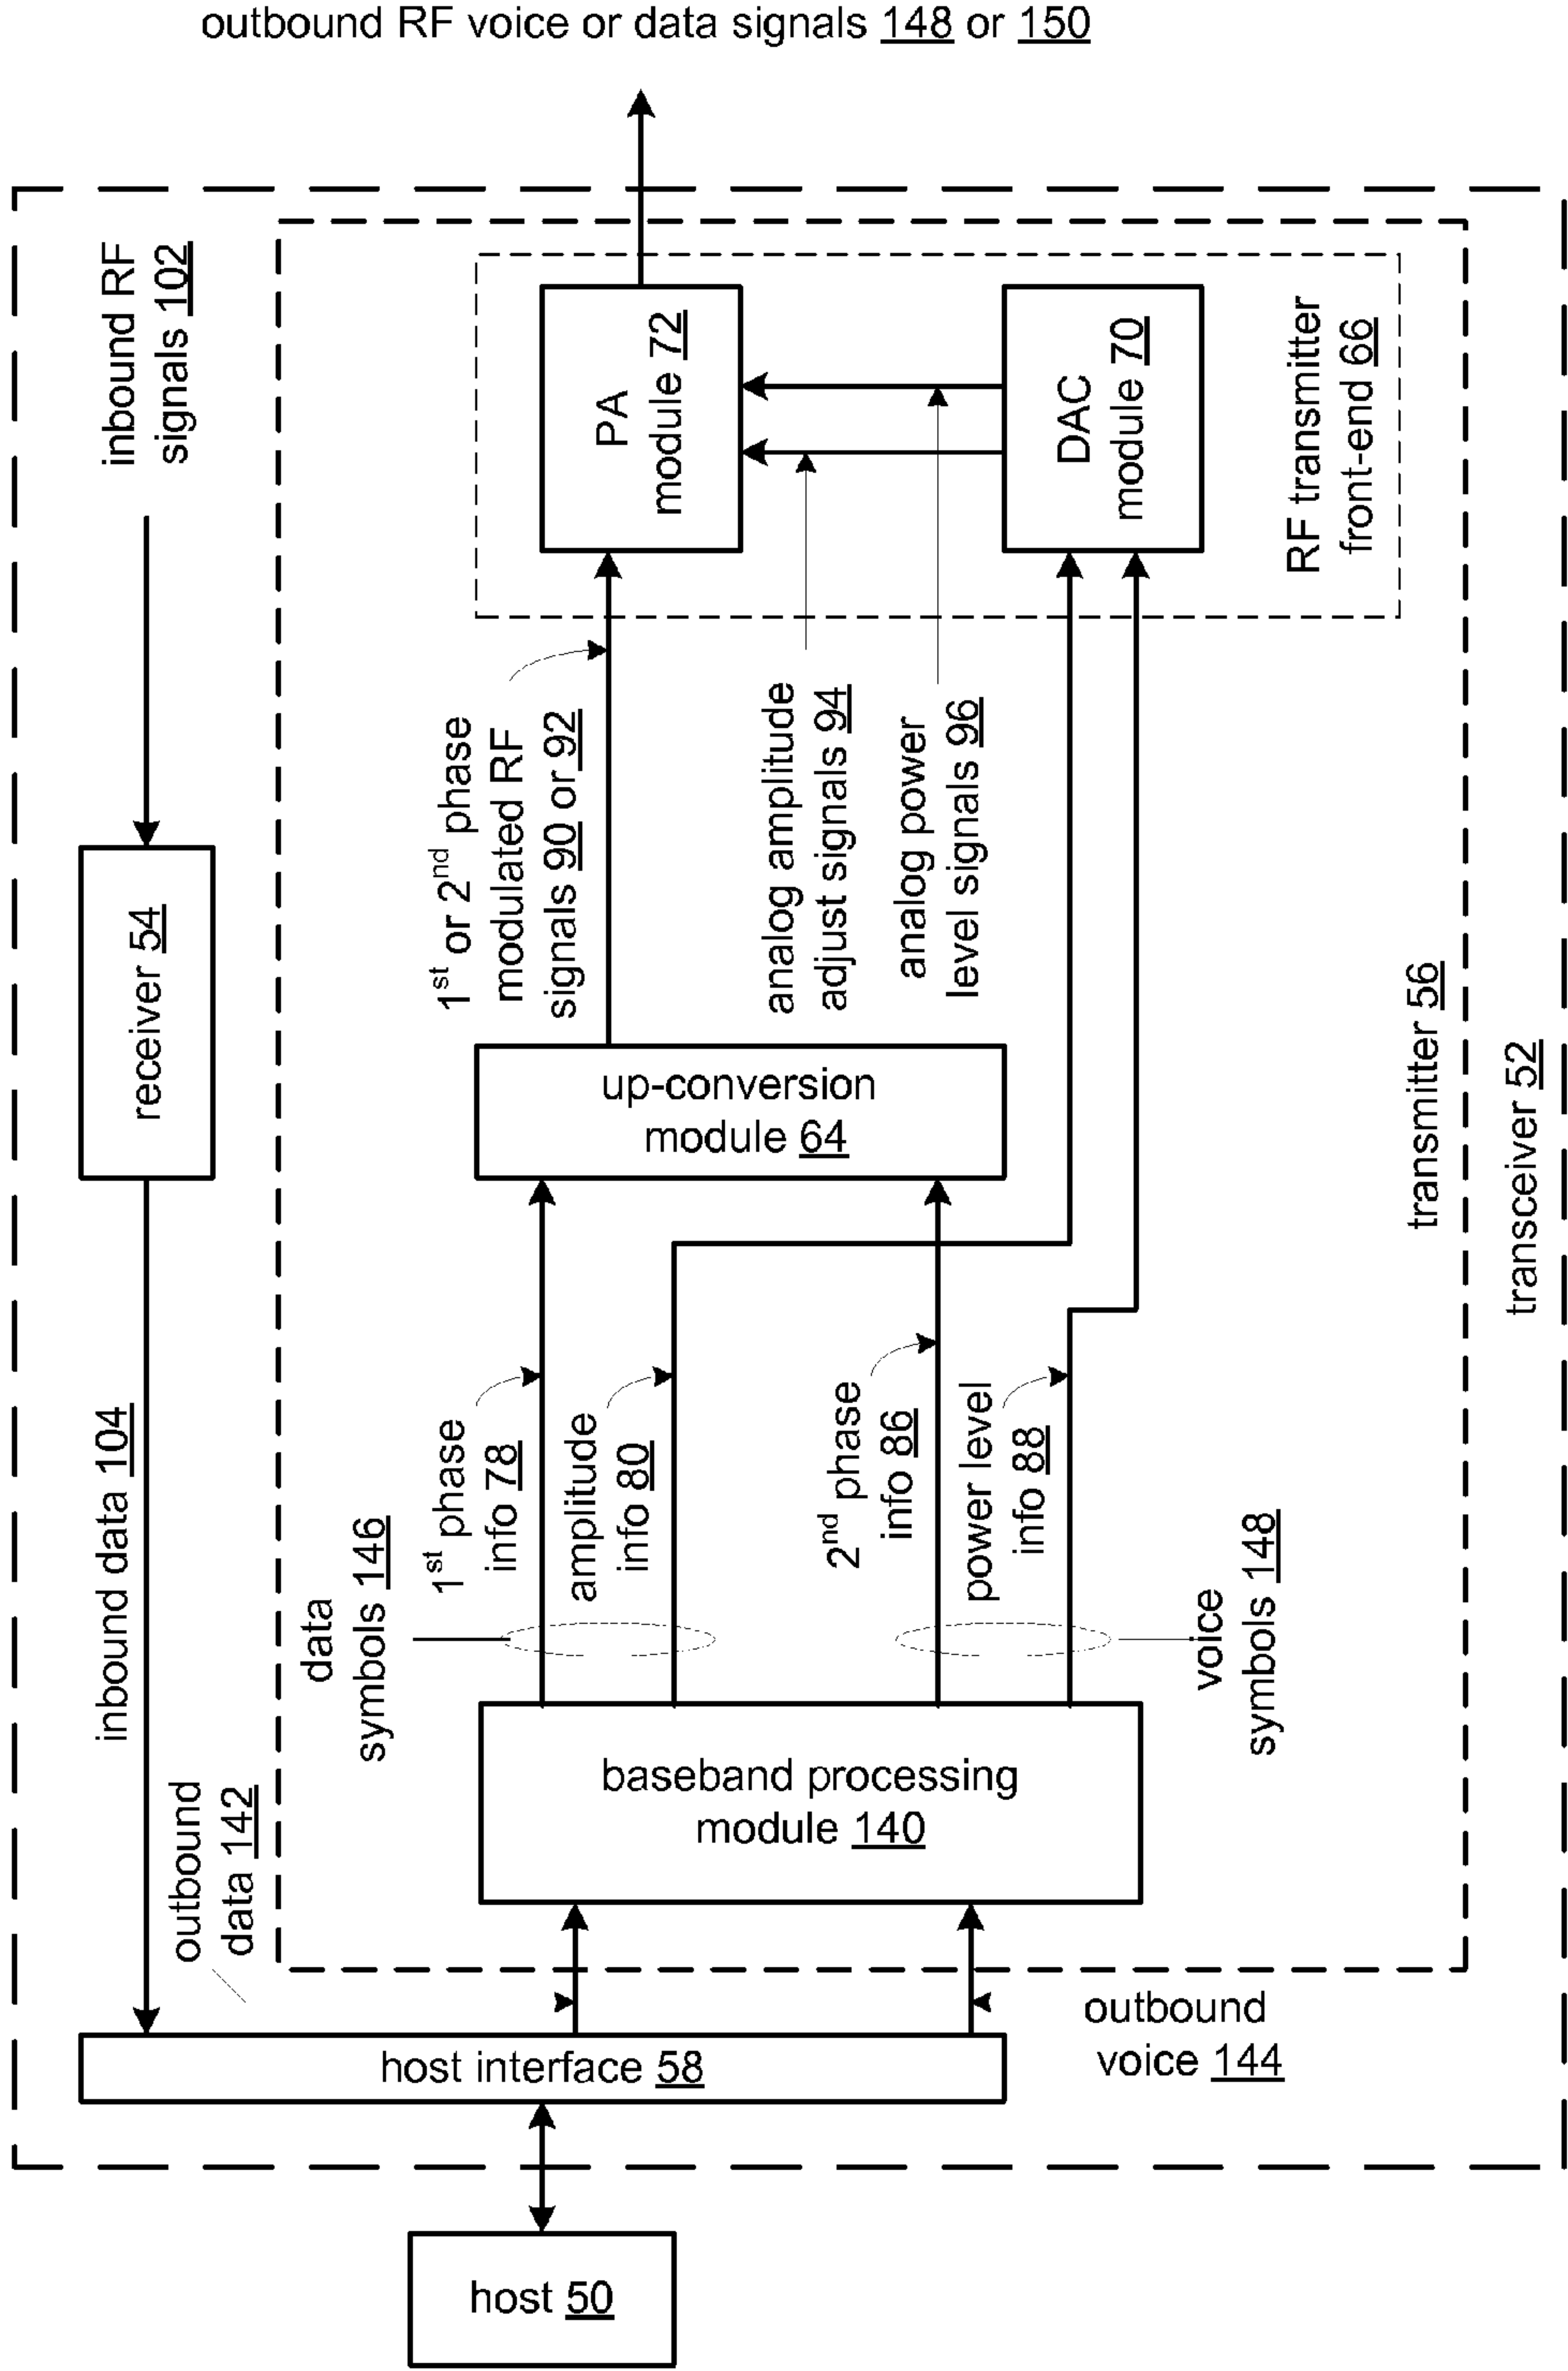 outbound RF voice or data signals 148 or 150
inbound RF
signals 102
PA
module 72
DAC
module 70
RF transmitter
front-end 66
1st or 2nd phase
modulated RF
signals 90 or 92
analog amplitude
adjust signals 94
analog power
level signals 96
receiver 54
up-conversion
module 64
transmitter 56
transceiver 52
inbound data 104
1st phase
info 78
amplitude
info 80
2nd phase
info 86
power level
info 88
data
symbols 146
voice
symbols 148
baseband processing
module 140
outbound
data 142
outbound
voice 144
host interface 58
host 50